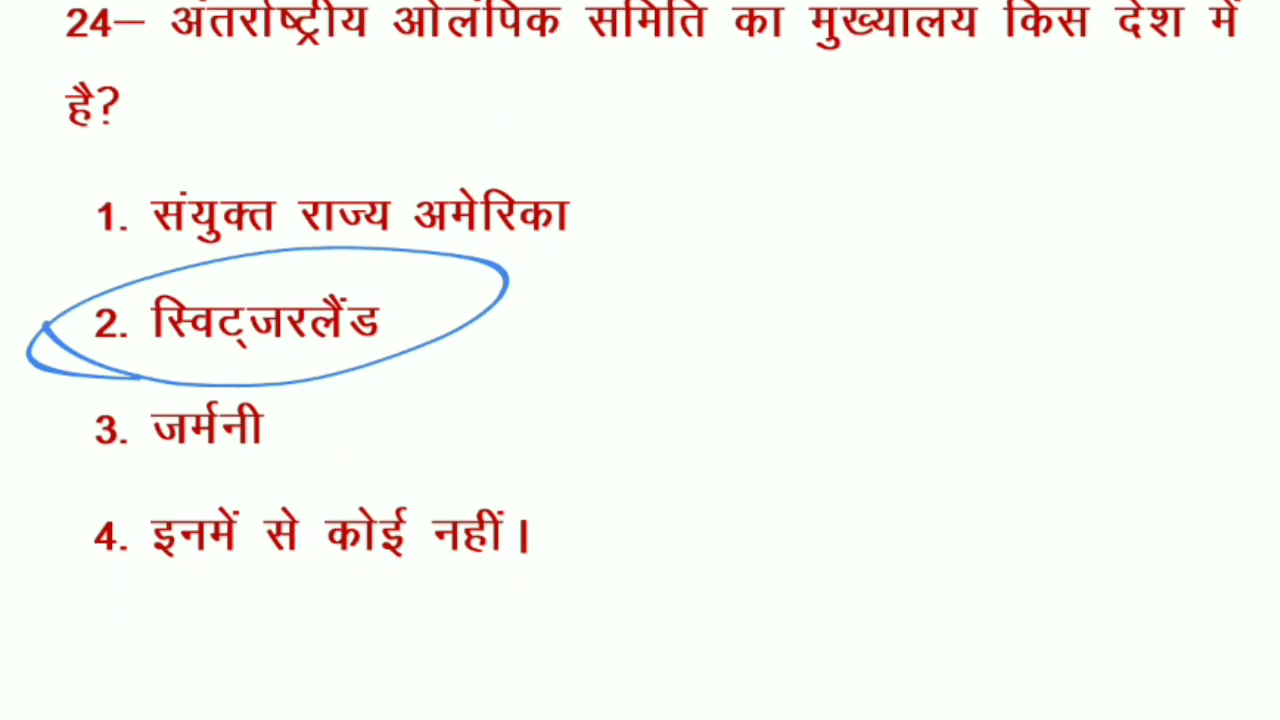 24– अंतर्राष्ट्रीय ओलंपिक समिति का मुख्यालय किस देश में
है?
1. संयुक्त राज्य अमेरिका
2. स्विट्जरलैंड
3. जर्मनी
4. इनमें से कोई नहीं।